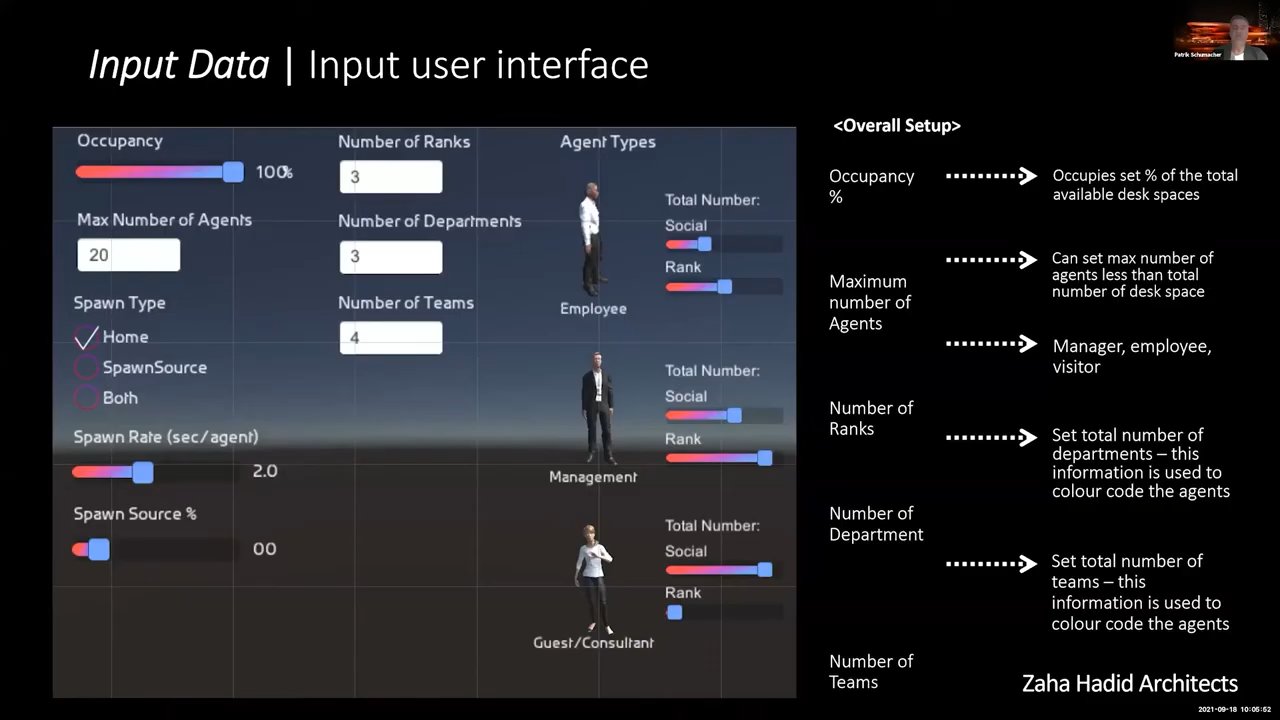 Input Data | Input user interface
Patrik Schumacher
Occupancy
100%
Max Number of Agents
20
Spawn Type
Home
SpawnSource
Both
Spawn Rate (sec/agent)
2.0
Spawn Source %
00
Number of Ranks
3
Number of Departments
3
Number of Teams
4
Agent Types
Total Number:
Social
Rank
Employee
Total Number:
Social
Rank
Management
Total Number:
Social
Rank
Guest/Consultant
<Overall Setup>
Occupancy
%
Occupies set % of the total
available desk spaces
Maximum
number of
Agents
Can set max number of
agents less than total
number of desk space
Manager, employee,
visitor
Number of
Ranks
Set total number of
departments – this
information is used to
colour code the agents
Number of
Department
Set total number of
teams – this
information is used to
colour code the agents
Number of
Teams
Zaha Hadid Architects
2021-09-18 10:05:52